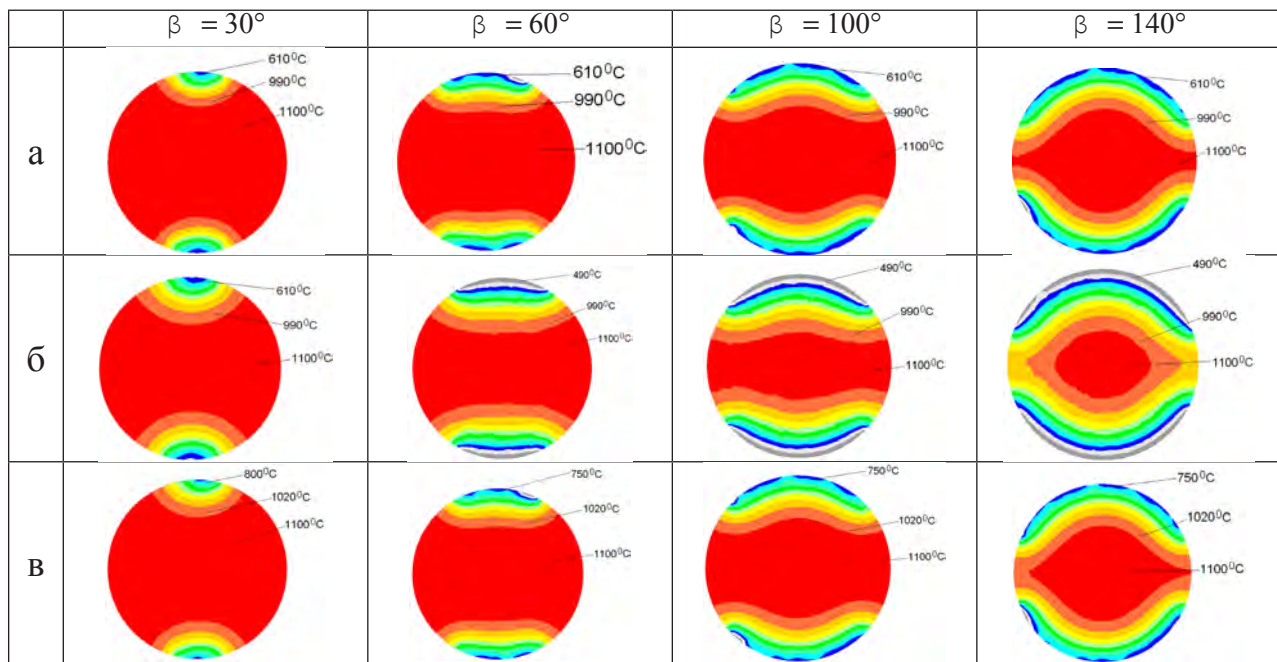 β = 30° β = 60° β = 100° β = 140°
а
610⁰C
990⁰C
1100⁰C
610⁰C
990⁰C
1100⁰C
610⁰C
990⁰C
1100⁰C
610⁰C
990⁰C
1100⁰C
б
610⁰C
990⁰C
1100⁰C
490⁰C
990⁰C
1100⁰C
490⁰C
990⁰C
1100⁰C
490⁰C
990⁰C
1100⁰C
в
800⁰C
1020⁰C
1100⁰C
750⁰C
1020⁰C
1100⁰C
750⁰C
1020⁰C
1100⁰C
750⁰C
1020⁰C
1100⁰C